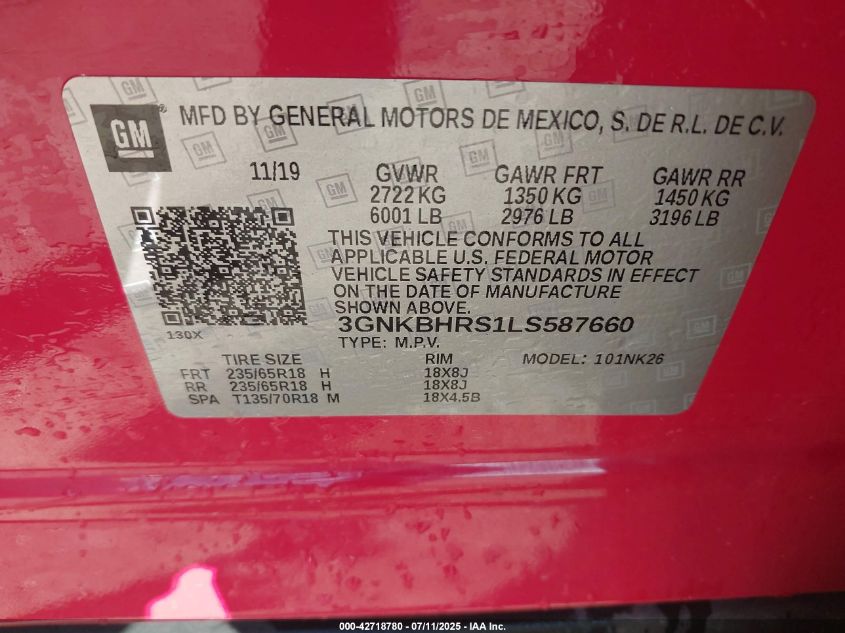 GM
®
MFD BY GENERAL MOTORS DE MEXICO, S. DE R.L. DE C.V.
11/19 GVWR GAWR FRT GAWR RR
2722 KG 1350 KG 1450 KG
6001 LB 2976 LB 3196 LB
THIS VEHICLE CONFORMS TO ALL
APPLICABLE U.S. FEDERAL MOTOR
VEHICLE SAFETY STANDARDS IN EFFECT
ON THE DATE OF MANUFACTURE
SHOWN ABOVE.
3GNKBHRS1LS587660
130X
TYPE: M.P.V.
TIRE SIZE RIM MODEL: 101NK26
FRT 235/65R18 H 18X8J
RR 235/65R18 H 18X8J
SPA T135/70R18 M 18X4.5B
000-42718780 - 07/11/2025 - IAA Inc.